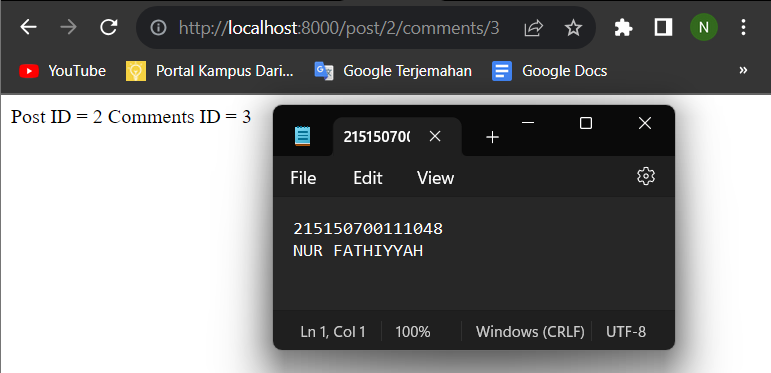 http://localhost:8000/post/2/comments/3
N
YouTube
Portal Kampus Dari...
Google Terjemahan
Google Docs
»
Post ID = 2 Comments ID = 3
215150700
File Edit View
215150700111048
NUR FATHIYYAH
Ln 1, Col 1 100% Windows (CRLF) UTF-8